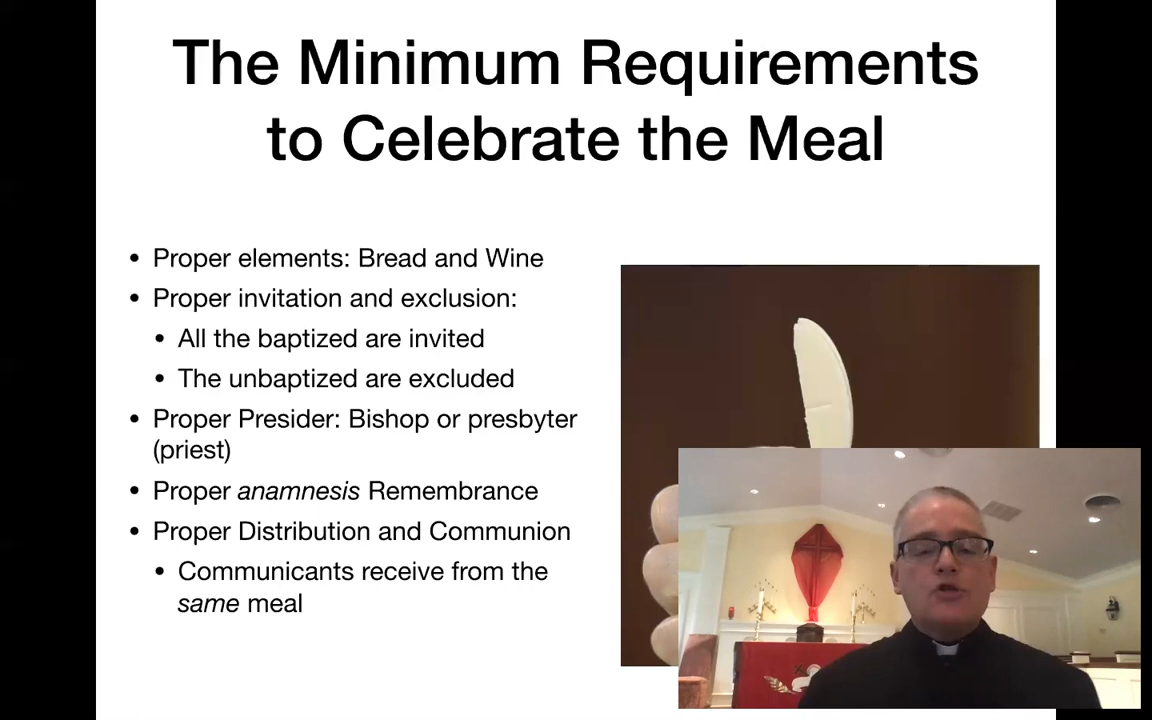 The Minimum Requirements
to Celebrate the Meal
• Proper elements: Bread and Wine
• Proper invitation and exclusion:
• All the baptized are invited
• The unbaptized are excluded
• Proper Presider: Bishop or presbyter
(priest)
• Proper anamnesis Remembrance
• Proper Distribution and Communion
• Communicants receive from the
same meal